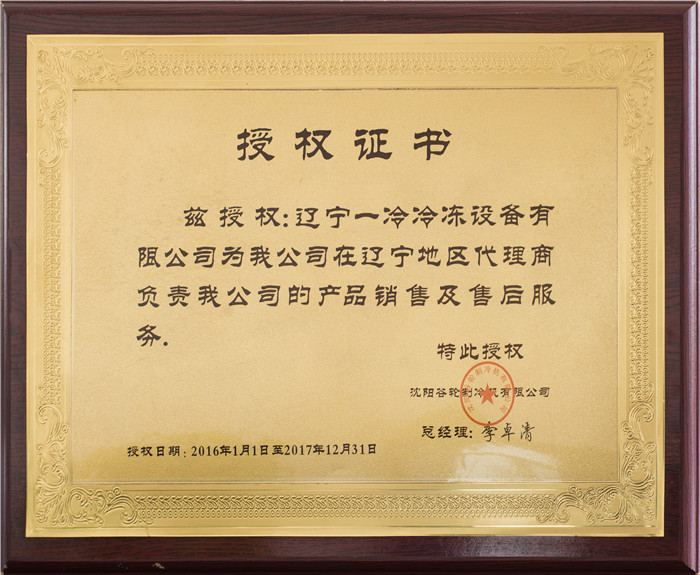 授权证书
兹授权:辽宁一冷冷冻设备有
限公司为我公司在辽宁地区代理商
负责我公司的产品销售及售后服
务.
特此授权
沈阳谷轮制冷机有限公司
总经理: 李卓清
授权日期: 2016年1月1日至2017年12月31日